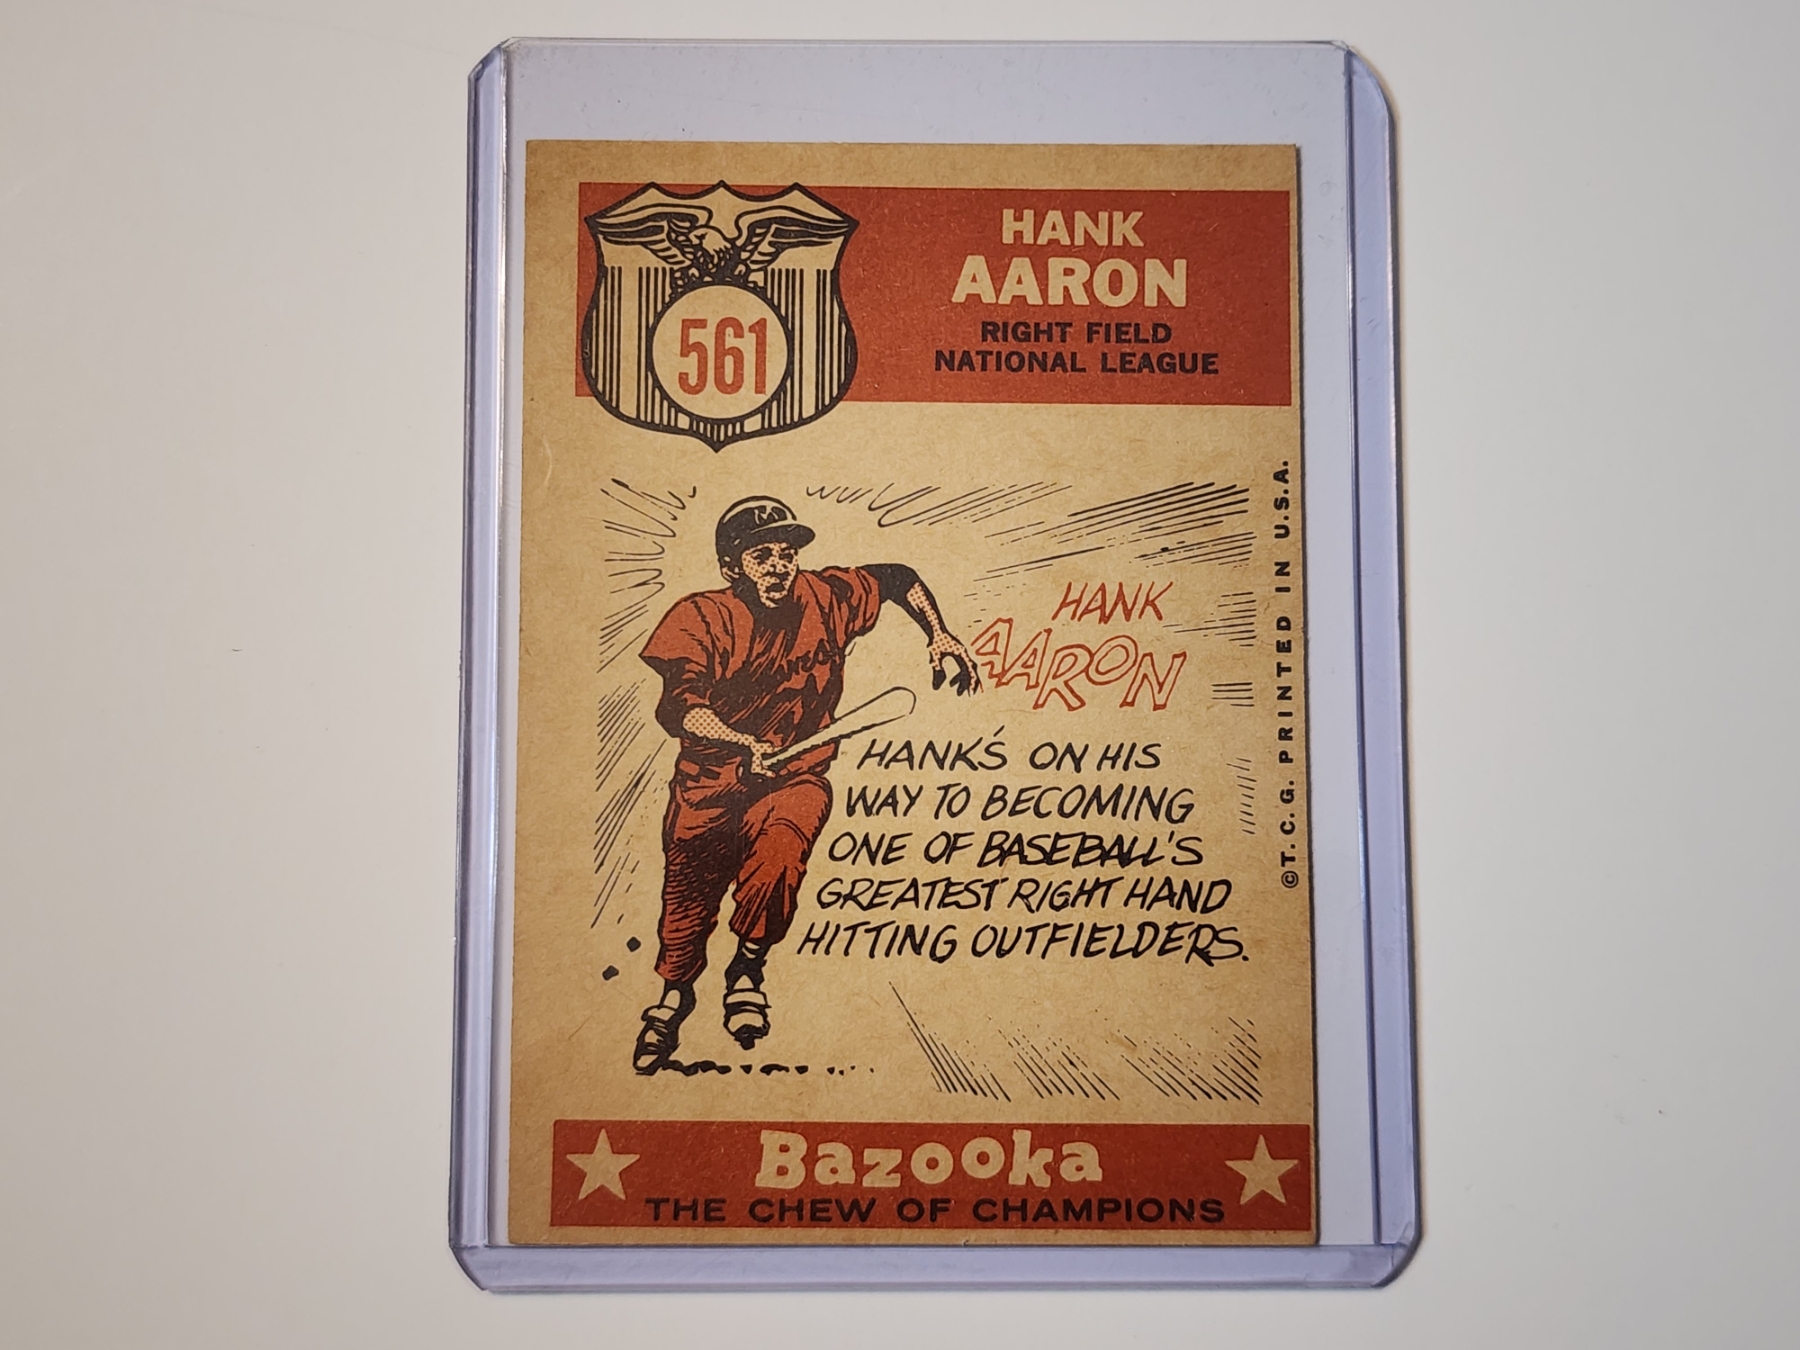 561
HANK
AARON
RIGHT FIELD
NATIONAL LEAGUE
M
HANK
AARON
HANK'S ON HIS
WAY TO BECOMING
ONE OF BASEBALL'S
GREATEST RIGHT HAND
HITTING OUTFIELDERS.
© T. C. G. PRINTED IN U.S.A.
Bazooka
THE CHEW OF CHAMPIONS